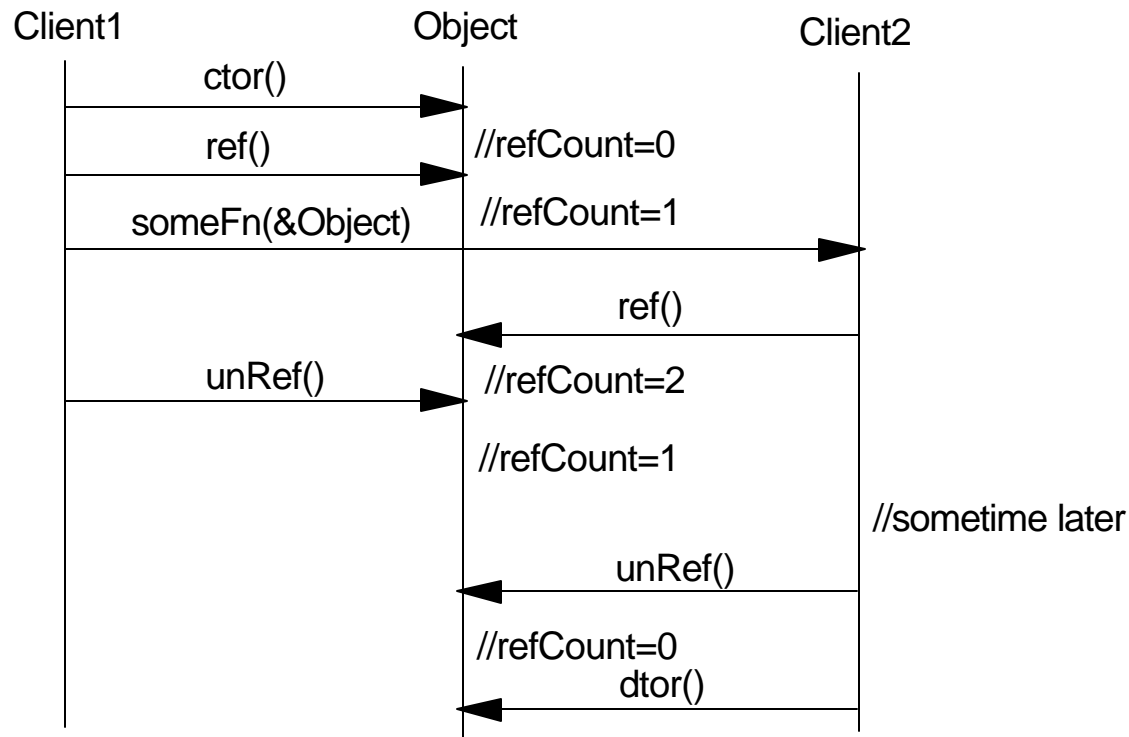 Client1
Object
Client2
ctor()
ref()
//refCount=0
someFn(&Object)
//refCount=1
ref()
unRef()
//refCount=2
//refCount=1
//sometime later
unRef()
//refCount=0
dtor()